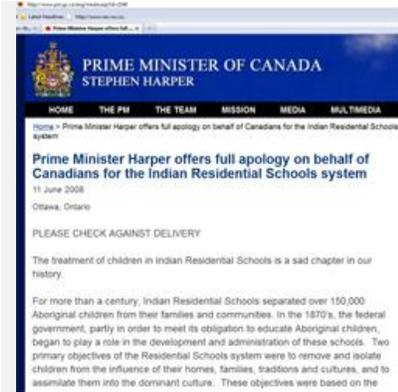 PRIME MINISTER OF CANADA
STEPHEN HARPER
HOME THE PM THE TEAM MISSION MEDIA MULTIMEDIA
Home > Prime Minister Harper offers full apology on behalf of Canadians for the Indian Residential Schools
system
Prime Minister Harper offers full apology on behalf of
Canadians for the Indian Residential Schools system
11 June 2008
Ottawa, Ontario
PLEASE CHECK AGAINST DELIVERY
The treatment of children in Indian Residential Schools is a sad chapter in our
history.
For more than a century, Indian Residential Schools separated over 150,000
Aboriginal children from their families and communities. In the 1870's, the federal
government, partly in order to meet its obligation to educate Aboriginal children,
began to play a role in the development and administration of these schools. Two
primary objectives of the Residential Schools system were to remove and isolate
children from the influence of their homes, families, traditions and cultures, and to
assimilate them into the dominant culture. These objectives were based on the